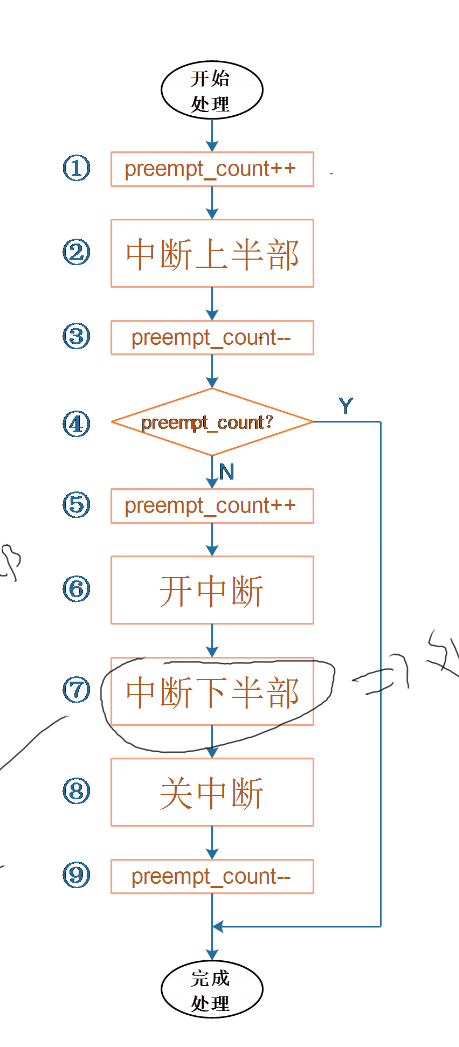 开始
处理
① preempt_count++
② 中断上半部
③ preempt_count--
④ preempt_count?
Y
N
⑤ preempt_count++
⑥ 开中断
⑦ 中断下半部
⑧ 关中断
⑨ preempt_count--
完成
处理